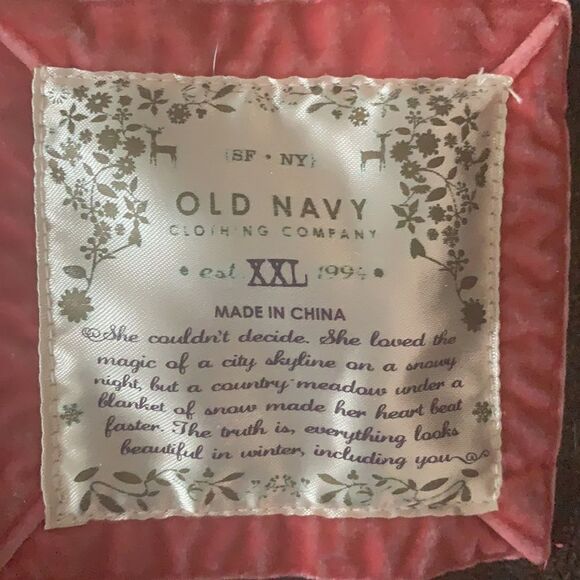 {SF • NY}
OLD NAVY
CLOTHING COMPANY
• est. XXL 1994 •
MADE IN CHINA
She couldn't decide. She loved the
magic of a city skyline on a snowy
night, but a country meadow under a
blanket of snow made her heart beat
faster. The truth is, everything looks
beautiful in winter, including you